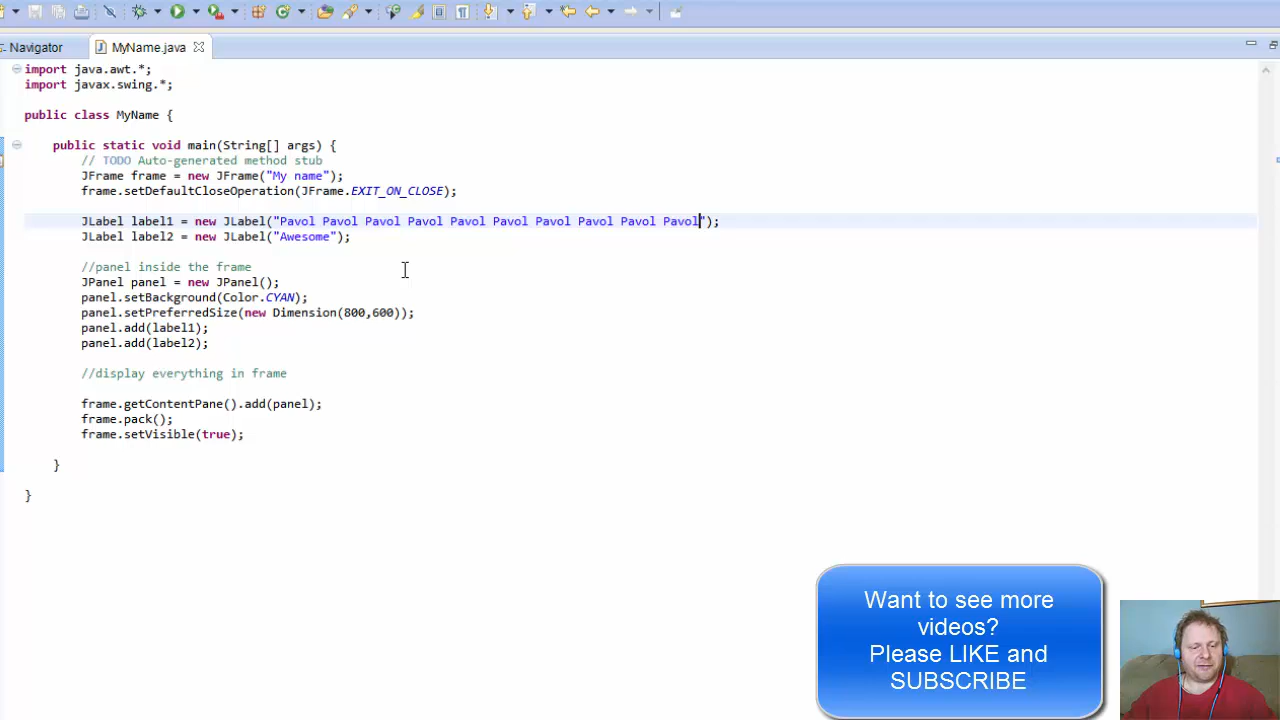 Navigator
MyName.java
import java.awt.*;
import javax.swing.*;
public class MyName {
public static void main(String[] args) {
// TODO Auto-generated method stub
JFrame frame = new JFrame("My name");
frame.setDefaultCloseOperation(JFrame.EXIT_ON_CLOSE);
JLabel label1 = new JLabel("Pavol Pavol Pavol Pavol Pavol Pavol Pavol Pavol Pavol Pavol");
JLabel label2 = new JLabel("Awesome");
//panel inside the frame
JPanel panel = new JPanel();
panel.setBackground(Color.CYAN);
panel.setPreferredSize(new Dimension(800,600));
panel.add(label1);
panel.add(label2);
//display everything in frame
frame.getContentPane().add(panel);
frame.pack();
frame.setVisible(true);
}
}
Want to see more
videos?
Please LIKE and
SUBSCRIBE